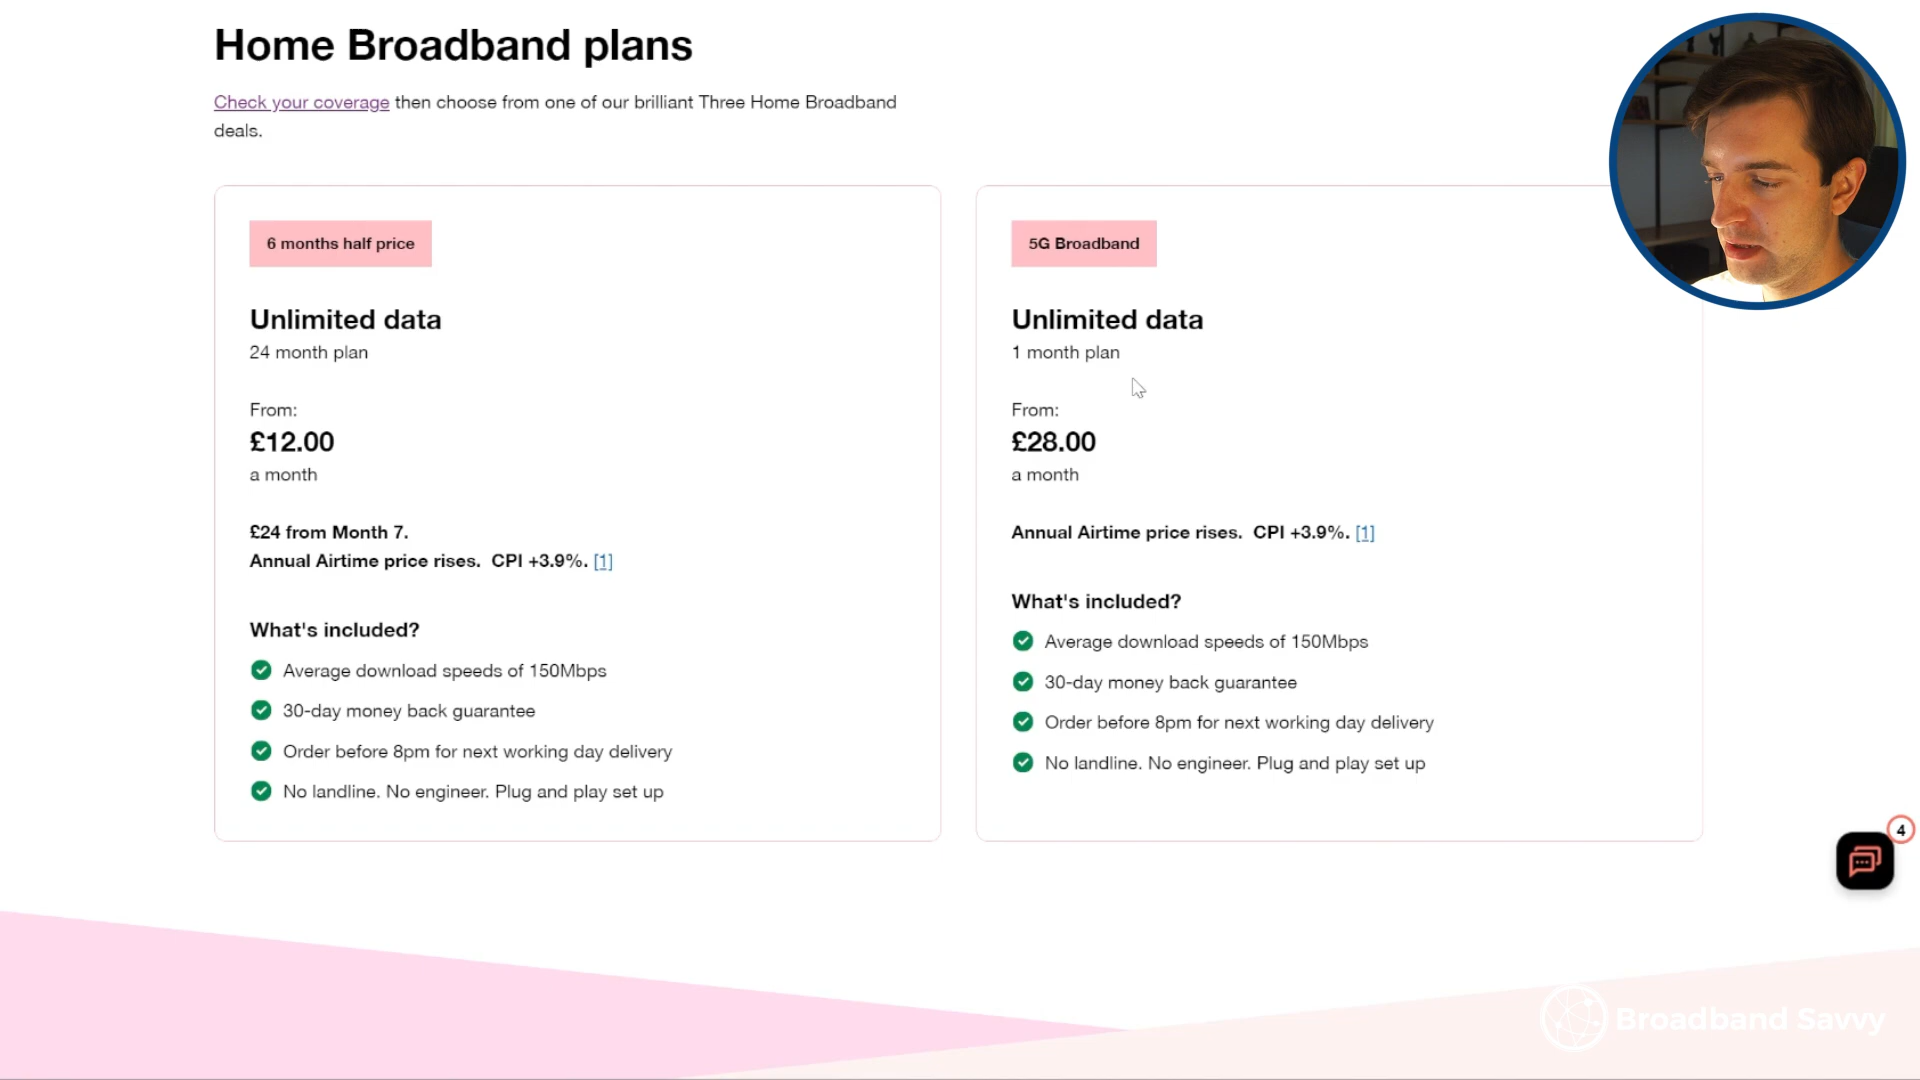 Home Broadband plans
Check your coverage then choose from one of our brilliant Three Home Broadband
deals.
6 months half price
Unlimited data
24 month plan
From:
£12.00
a month
£24 from Month 7.
Annual Airtime price rises.  CPI +3.9%. [1]
What's included?
Average download speeds of 150Mbps
30-day money back guarantee
Order before 8pm for next working day delivery
No landline. No engineer. Plug and play set up
5G Broadband
Unlimited data
1 month plan
From:
£28.00
a month
Annual Airtime price rises.  CPI +3.9%. [1]
What's included?
Average download speeds of 150Mbps
30-day money back guarantee
Order before 8pm for next working day delivery
No landline. No engineer. Plug and play set up
4
Broadband Savvy